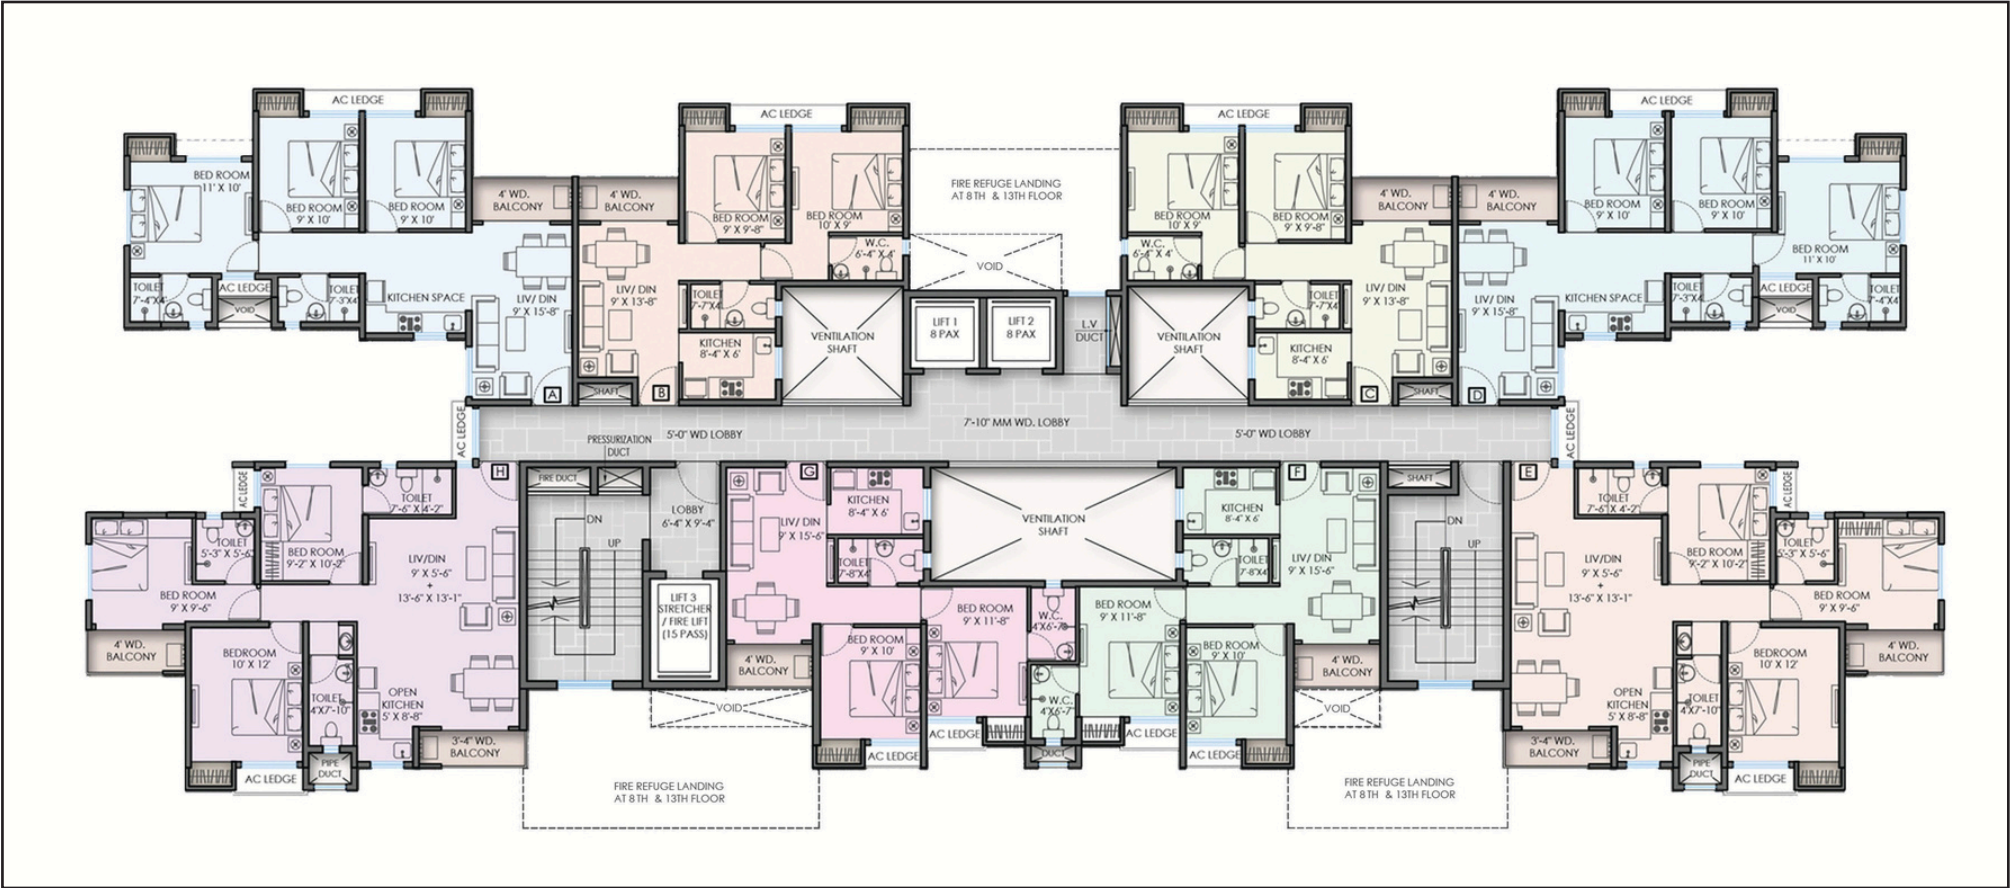 AC LEDGE
BED ROOM
11' X 10'
BED ROOM
9' X 10'
BED ROOM
9' X 10'
4' WD.
BALCONY
TOILET
7'-4"X4'
AC LEDGE
VOID
TOILET
7'-3"X4'
KITCHEN SPACE
LIV/ DIN
9' X 15'-8"
A
AC LEDGE
4' WD.
BALCONY
BED ROOM
9' X 9'-8"
BED ROOM
10' X 9'
W.C.
6'-4" X 4'
LIV/ DIN
9' X 13'-8"
TOILET
7'-7"X4'
KITCHEN
8'-4" X 6'
SHAFT
B
VENTILATION
SHAFT
FIRE REFUGE LANDING
AT 8TH & 13TH FLOOR
VOID
LIFT 1
8 PAX
LIFT 2
8 PAX
L.V
DUCT
VENTILATION
SHAFT
AC LEDGE
BED ROOM
10' X 9'
BED ROOM
9' X 9'-8"
4' WD.
BALCONY
W.C.
6'-4" X 4'
LIV/ DIN
9' X 13'-8"
TOILET
7'-7"X4'
KITCHEN
8'-4" X 6'
C
SHAFT
AC LEDGE
4' WD.
BALCONY
BED ROOM
9' X 10'
BED ROOM
9' X 10'
BED ROOM
11' X 10'
LIV/ DIN
9' X 15'-8"
KITCHEN SPACE
TOILET
7'-3"X4'
AC LEDGE
VOID
TOILET
7'-4"X4'
D
AC LEDGE
PRESSURIZATION
DUCT
5'-0" WD LOBBY
7'-10" MM WD. LOBBY
5'-0" WD LOBBY
AC LEDGE
H
AC LEDGE
TOILET
7'-6" X 4'-2"
TOILET
5'-3" X 5'-6"
BED ROOM
9'-2" X 10'-2"
LIV/DIN
9' X 5'-6"
+
13'-6" X 13'-1"
BED ROOM
9' X 9'-6"
4' WD.
BALCONY
BEDROOM
10' X 12'
TOILET
4'X7'-10"
OPEN
KITCHEN
5' X 8'-8"
3'-4" WD.
BALCONY
PIPE
DUCT
AC LEDGE
FIRE DUCT
DN
UP
LOBBY
6'-4" X 9'-4"
LIFT 3
STRETCHER
/ FIRE LIFT
(15 PASS)
VOID
FIRE REFUGE LANDING
AT 8TH & 13TH FLOOR
G
LIV/ DIN
9' X 15'-6"
KITCHEN
8'-4" X 6'
TOILET
7'-8"X4'
4' WD.
BALCONY
BED ROOM
9' X 10'
BED ROOM
9' X 11'-8"
W.C.
4'X6'-7"
AC LEDGE
AC LEDGE
VENTILATION
SHAFT
DUCT
F
KITCHEN
8'-4" X 6'
TOILET
7'-8"X4'
LIV/ DIN
9' X 15'-6"
BED ROOM
9' X 11'-8"
W.C.
4'X6'-7"
BED ROOM
9' X 10'
4' WD.
BALCONY
AC LEDGE
AC LEDGE
VOID
FIRE REFUGE LANDING
AT 8TH & 13TH FLOOR
SHAFT
DN
UP
E
TOILET
7'-6" X 4'-2"
AC LEDGE
LIV/DIN
9' X 5'-6"
+
13'-6" X 13'-1"
BED ROOM
9'-2" X 10'-2"
TOILET
5'-3" X 5'-6"
BED ROOM
9' X 9'-6"
4' WD.
BALCONY
BEDROOM
10' X 12'
TOILET
4'X7'-10"
OPEN
KITCHEN
5' X 8'-8"
3'-4" WD.
BALCONY
PIPE
DUCT
AC LEDGE